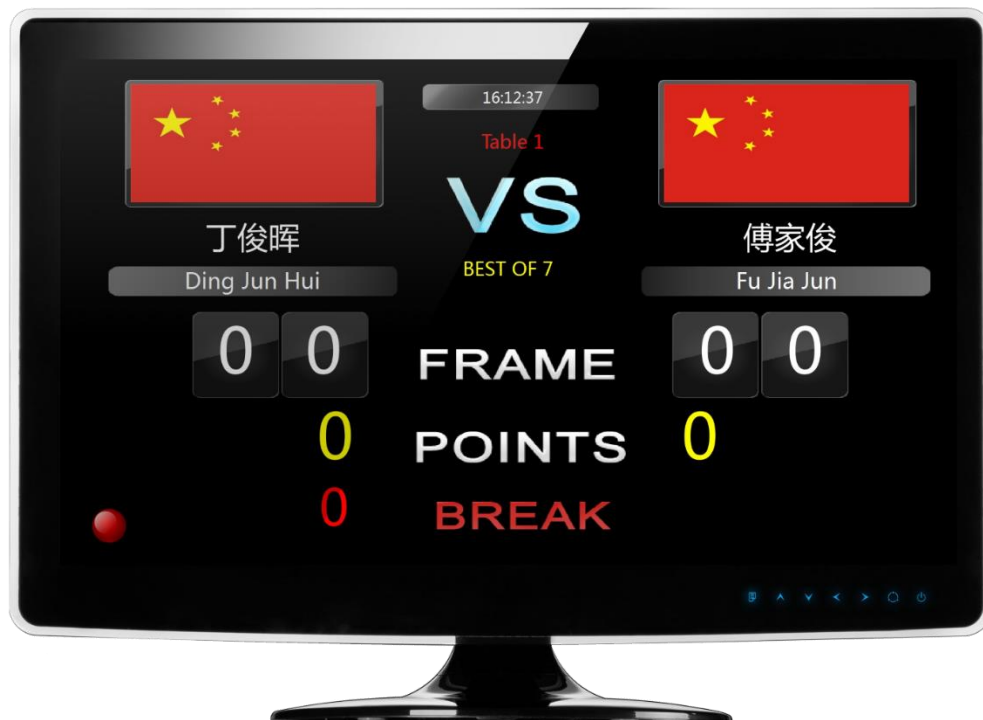 16:12:37
Table 1
VS
丁俊晖
傅家俊
BEST OF 7
Ding Jun Hui
Fu Jia Jun
0 0 FRAME 0 0
0 POINTS 0
0 BREAK